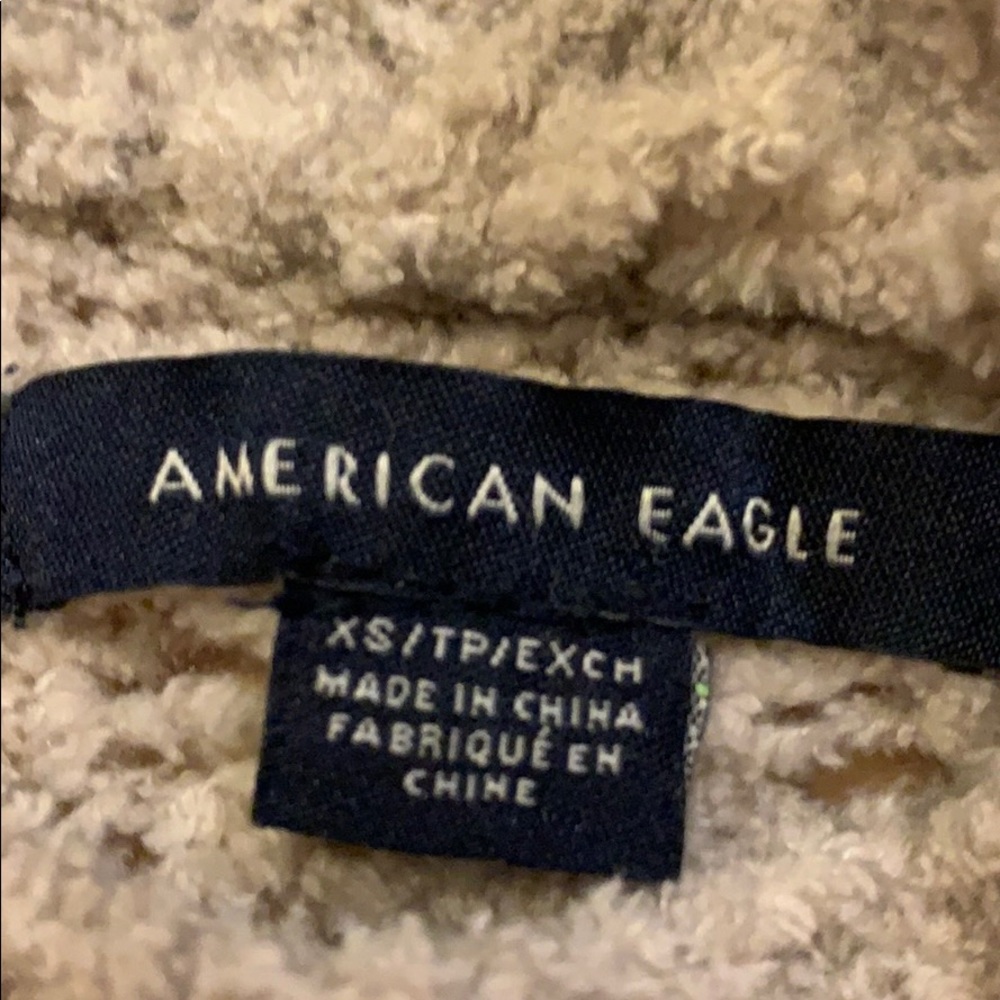 AMERICAN EAGLE
XS/TP/EXCH
MADE IN CHINA
FABRIQUÉ EN
CHINE